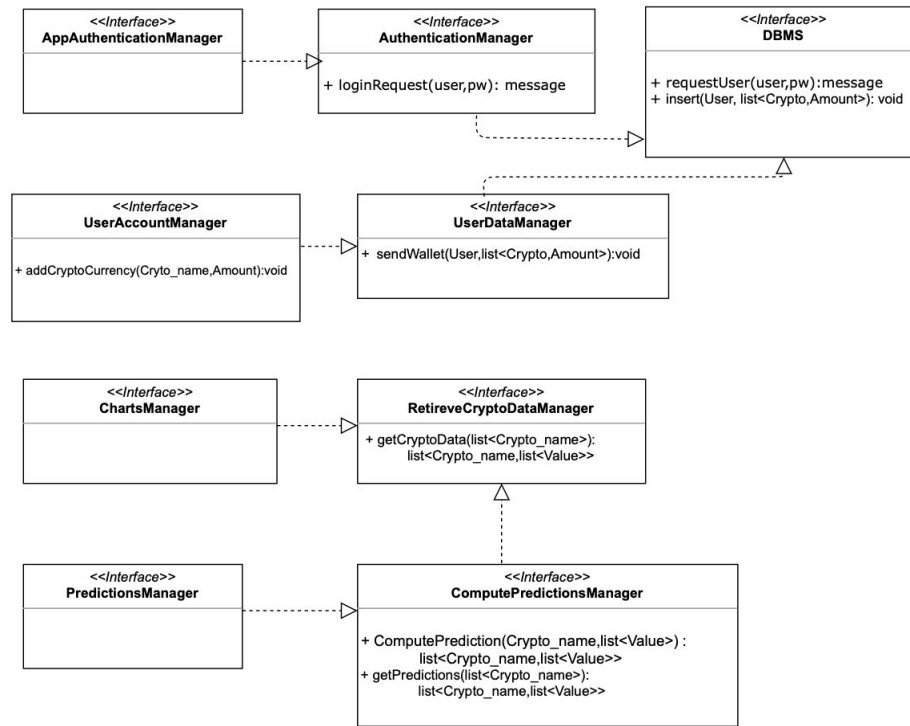 <<Interface>>
AppAuthenticationManager
<<Interface>>
AuthenticationManager
+ loginRequest(user,pw): message
<<Interface>>
DBMS
+ requestUser(user,pw):message
+ insert(User, list<Crypto,Amount>): void
<<Interface>>
UserAccountManager
+ addCryptoCurrency(Cryto_name,Amount):void
<<Interface>>
UserDataManager
+ sendWallet(User,list<Crypto,Amount>):void
<<Interface>>
ChartsManager
<<Interface>>
RetireveCryptoDataManager
+ getCryptoData(list<Crypto_name>):
list<Crypto_name,list<Value>>
<<Interface>>
PredictionsManager
<<Interface>>
ComputePredictionsManager
+ ComputePrediction(Crypto_name,list<Value>) :
list<Crypto_name,list<Value>>
+ getPredictions(list<Crypto_name>):
list<Crypto_name,list<Value>>